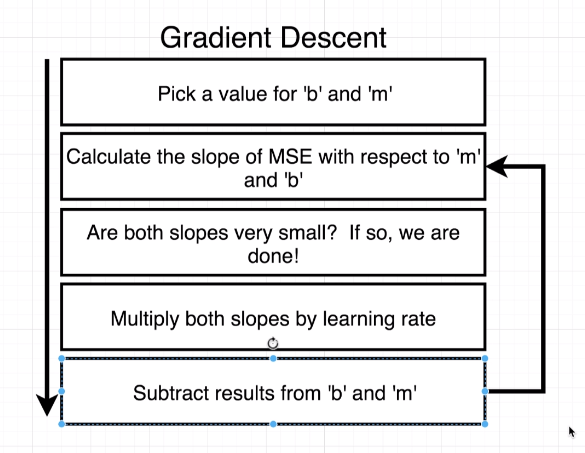 Gradient Descent
Pick a value for 'b' and 'm'
Calculate the slope of MSE with respect to 'm'
and 'b'
Are both slopes very small?  If so, we are
done!
Multiply both slopes by learning rate
Subtract results from 'b' and 'm'